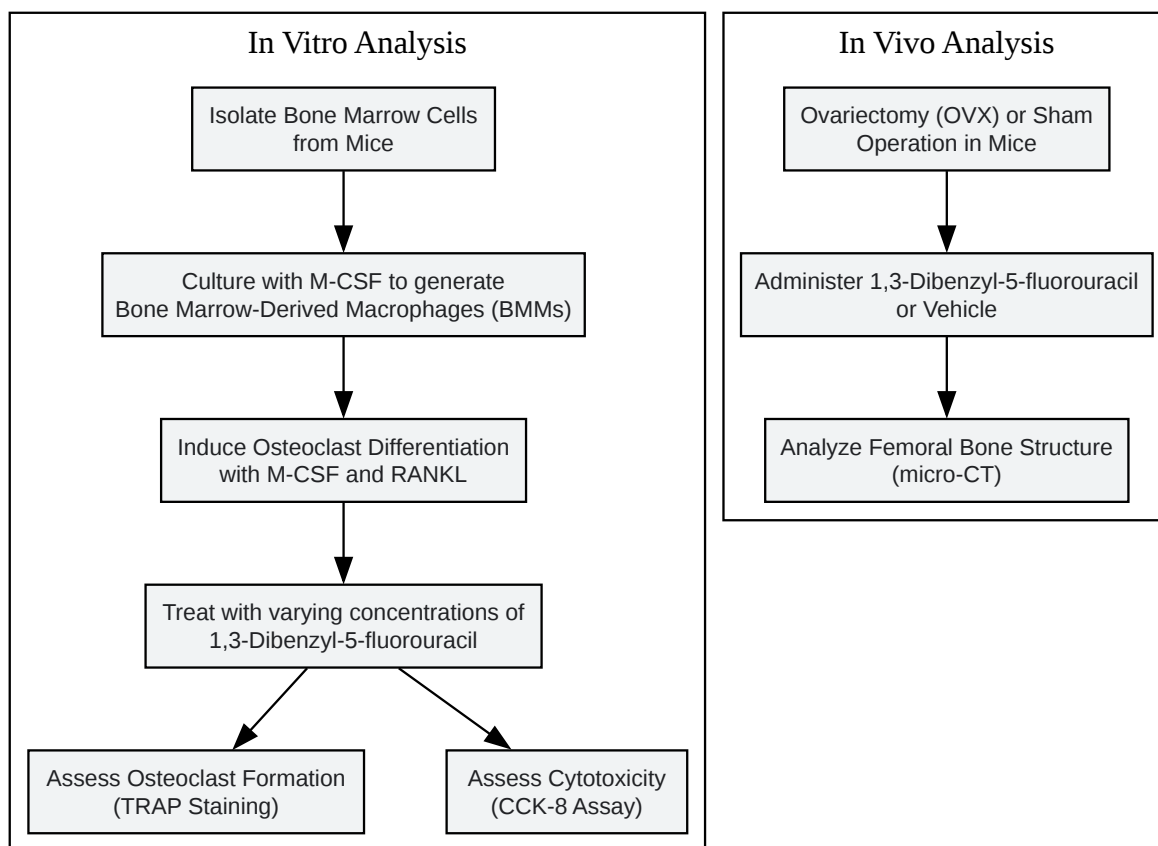 In Vitro Analysis
Isolate Bone Marrow Cells
from Mice
Culture with M-CSF to generate
Bone Marrow-Derived Macrophages (BMMs)
Induce Osteoclast Differentiation
with M-CSF and RANKL
Treat with varying concentrations of
1,3-Dibenzyl-5-fluorouracil
Assess Osteoclast Formation
(TRAP Staining)
Assess Cytotoxicity
(CCK-8 Assay)
In Vivo Analysis
Ovariectomy (OVX) or Sham
Operation in Mice
Administer 1,3-Dibenzyl-5-fluorouracil
or Vehicle
Analyze Femoral Bone Structure
(micro-CT)